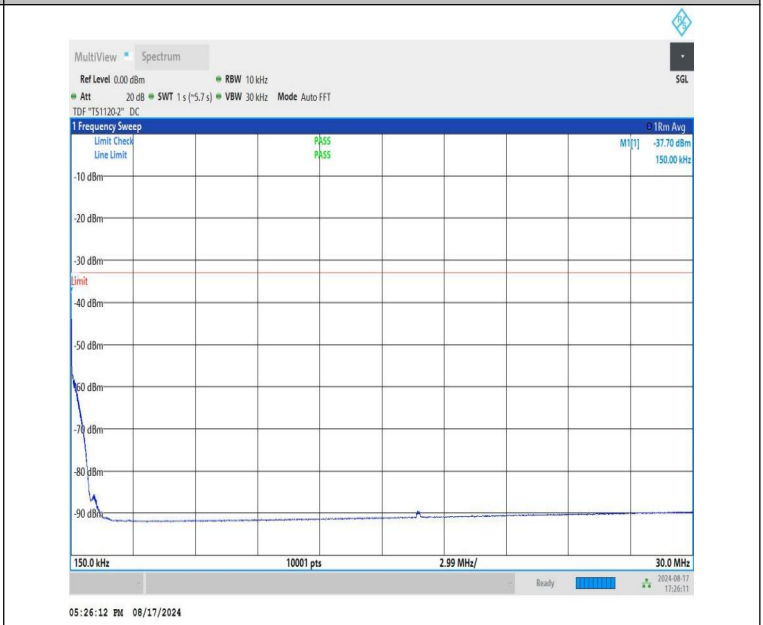 R&S
MultiView Spectrum
Ref Level 0.00 dBm RBW 10 kHz SGL
Att 20 dB SWT 1 s (~5.7 s) VBW 30 kHz Mode Auto FFT
TDF "TS1120-2" DC
1 Frequency Sweep 1Rm Avg
Limit Check PASS M1[1] -37.70 dBm
Line Limit PASS 150.00 kHz
-10 dBm
-20 dBm
-30 dBm
Limit
-40 dBm
-50 dBm
-60 dBm
-70 dBm
-80 dBm
-90 dBm
150.0 kHz 10001 pts 2.99 MHz/ 30.0 MHz
Ready 2024-08-17
17:26:11
05:26:12 PM 08/17/2024